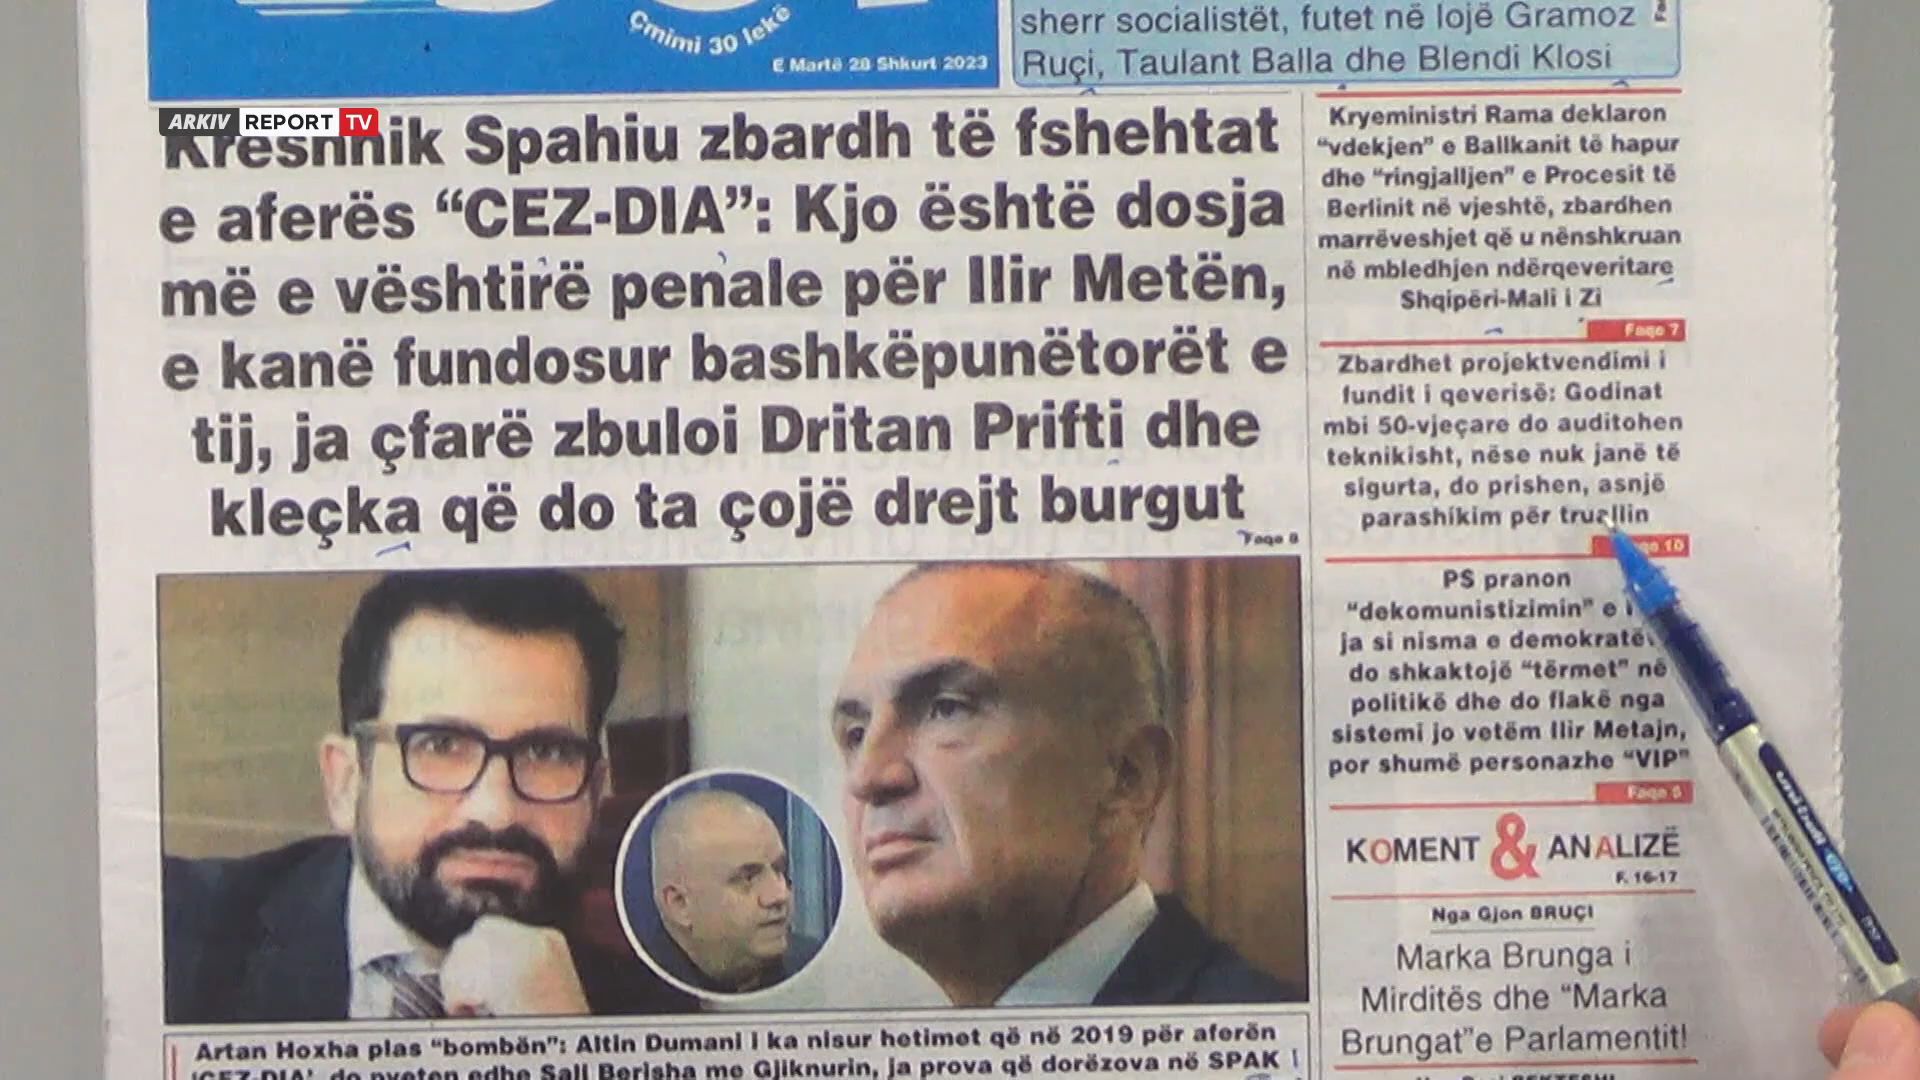 Çmimi 30 lekë
E Martë 28 Shkurt 2023
sherr socialistët, futet në lojë Gramoz
Ruçi, Taulant Balla dhe Blendi Klosi
ARKIV REPORT TV
Kreshnik Spahiu zbardh të fshehtat
e aferës “CEZ-DIA”: Kjo është dosja
më e vështirë penale për Ilir Metën,
e kanë fundosur bashkëpunëtorët e
tij, ja çfarë zbuloi Dritan Prifti dhe
kleçka që do ta çojë drejt burgut
Faqe 8
Artan Hoxha plas “bombën”: Altin Dumani i ka nisur hetimet që në 2019 për aferën
‘CEZ-DIA’, do pyeten edhe Sali Berisha me Gjiknurin, ja prova që dorëzova në SPAK
Kryeministri Rama deklaron
“vdekjen” e Ballkanit të hapur
dhe “ringjalljen” e Procesit të
Berlinit në vjeshtë, zbardhen
marrëveshjet që u nënshkruan
në mbledhjen ndërqeveritare
Shqipëri-Mali i Zi
Faqe 7
Zbardhet projektvendimi i
fundit i qeverisë: Godinat
mbi 50-vjeçare do auditohen
teknikisht, nëse nuk janë të
sigurta, do prishen, asnjë
parashikim për truallin
10
PS pranon
“dekomunistizimin” e
ja si nisma e
do shkaktojë “tërmet” në
politikë dhe do flakë nga
sistemi jo vetëm Ilir Metajn,
por shumë personazhe “VIP”
Faqe 5
KOMENT & ANALIZË
F. 16-17
Nga Gjon BRUÇI
Marka Brunga i
Mirditës dhe “Marka
Brungat”e Parlamentit!